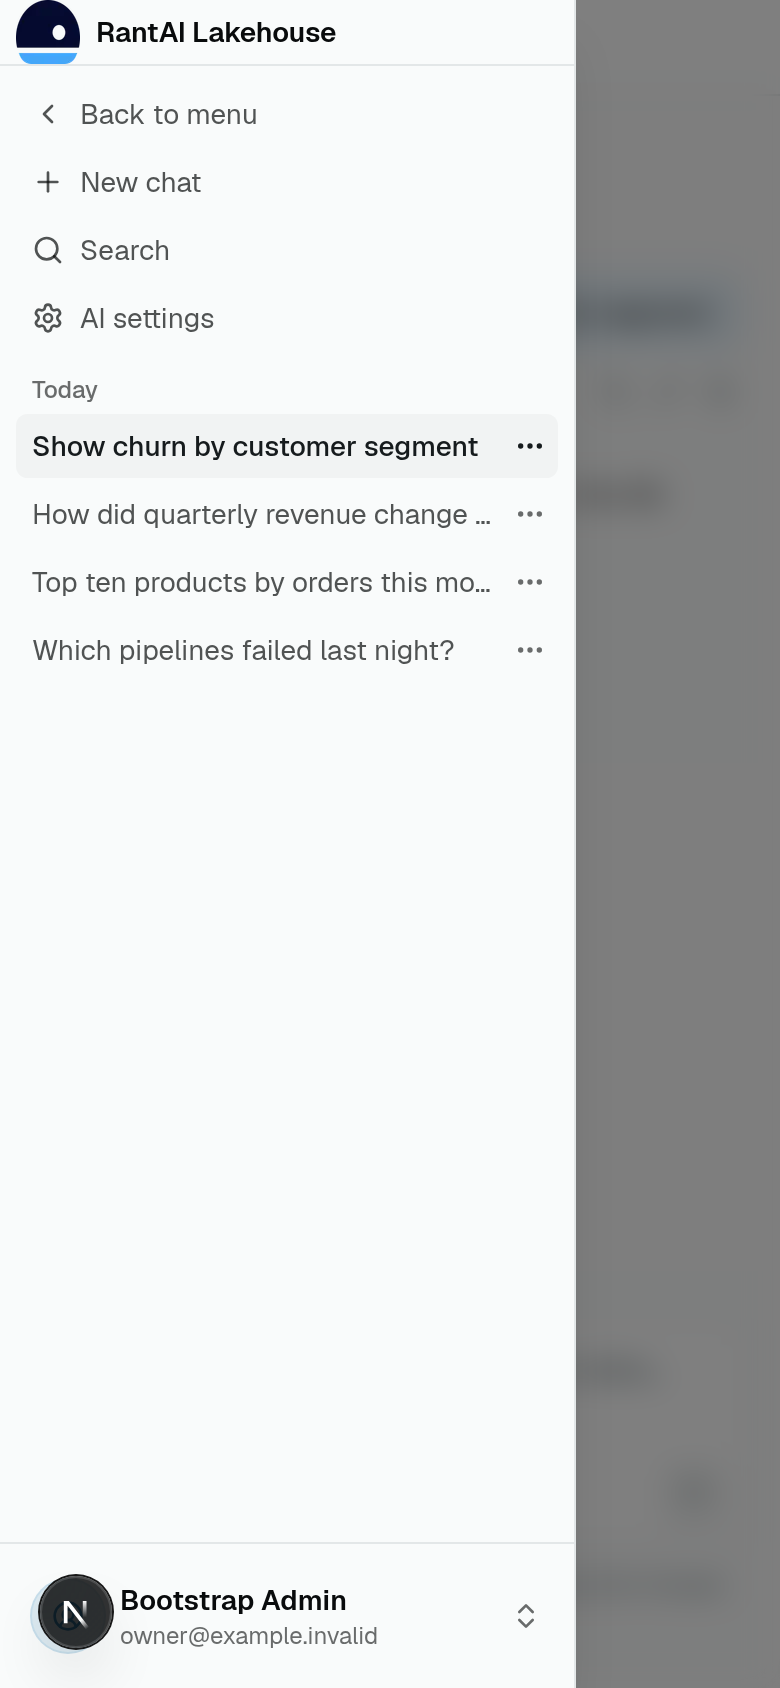 RantAI Lakehouse
Back to menu
New chat
Search
AI settings
Today
Show churn by customer segment
How did quarterly revenue change ...
Top ten products by orders this mo...
Which pipelines failed last night?
N
Bootstrap Admin
owner@example.invalid